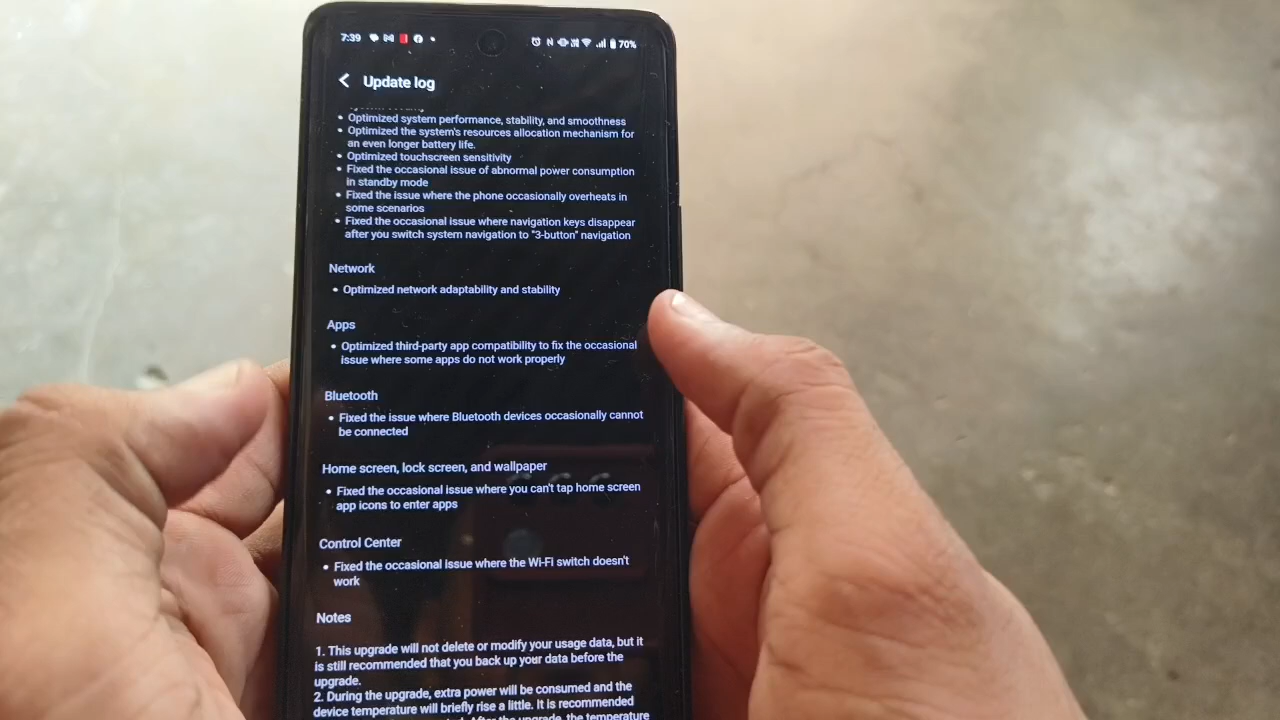 7:39
70%
Update log
• Optimized system performance, stability, and smoothness
• Optimized the system's resources allocation mechanism for
an even longer battery life.
• Optimized touchscreen sensitivity
• Fixed the occasional issue of abnormal power consumption
in standby mode
• Fixed the issue where the phone occasionally overheats in
some scenarios
• Fixed the occasional issue where navigation keys disappear
after you switch system navigation to "3-button" navigation
Network
• Optimized network adaptability and stability
Apps
• Optimized third-party app compatibility to fix the occasional
issue where some apps do not work properly
Bluetooth
• Fixed the issue where Bluetooth devices occasionally cannot
be connected
Home screen, lock screen, and wallpaper
• Fixed the occasional issue where you can't tap home screen
app icons to enter apps
Control Center
• Fixed the occasional issue where the Wi-Fi switch doesn't
work
Notes
1. This upgrade will not delete or modify your usage data, but it
is still recommended that you back up your data before the
upgrade.
2. During the upgrade, extra power will be consumed and the
device temperature will briefly rise a little. It is recommended
After the upgrade, the temperature